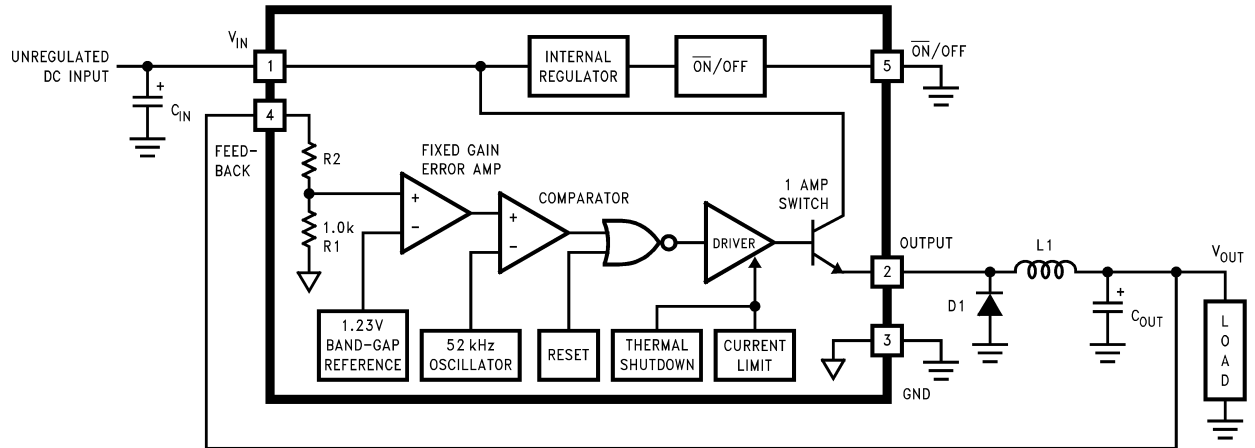 UNREGULATED
DC INPUT
+
C_IN
V_IN
1
4
FEED-
BACK
R2
1.0k
R1
FIXED GAIN
ERROR AMP
+
−
COMPARATOR
+
−
INTERNAL
REGULATOR
O̅N̅/OFF
5
O̅N̅/OFF
DRIVER
1 AMP
SWITCH
OUTPUT
2
3
GND
1.23V
BAND-GAP
REFERENCE
52 kHz
OSCILLATOR
RESET
THERMAL
SHUTDOWN
CURRENT
LIMIT
D1
L1
+
C_OUT
V_OUT
LOAD